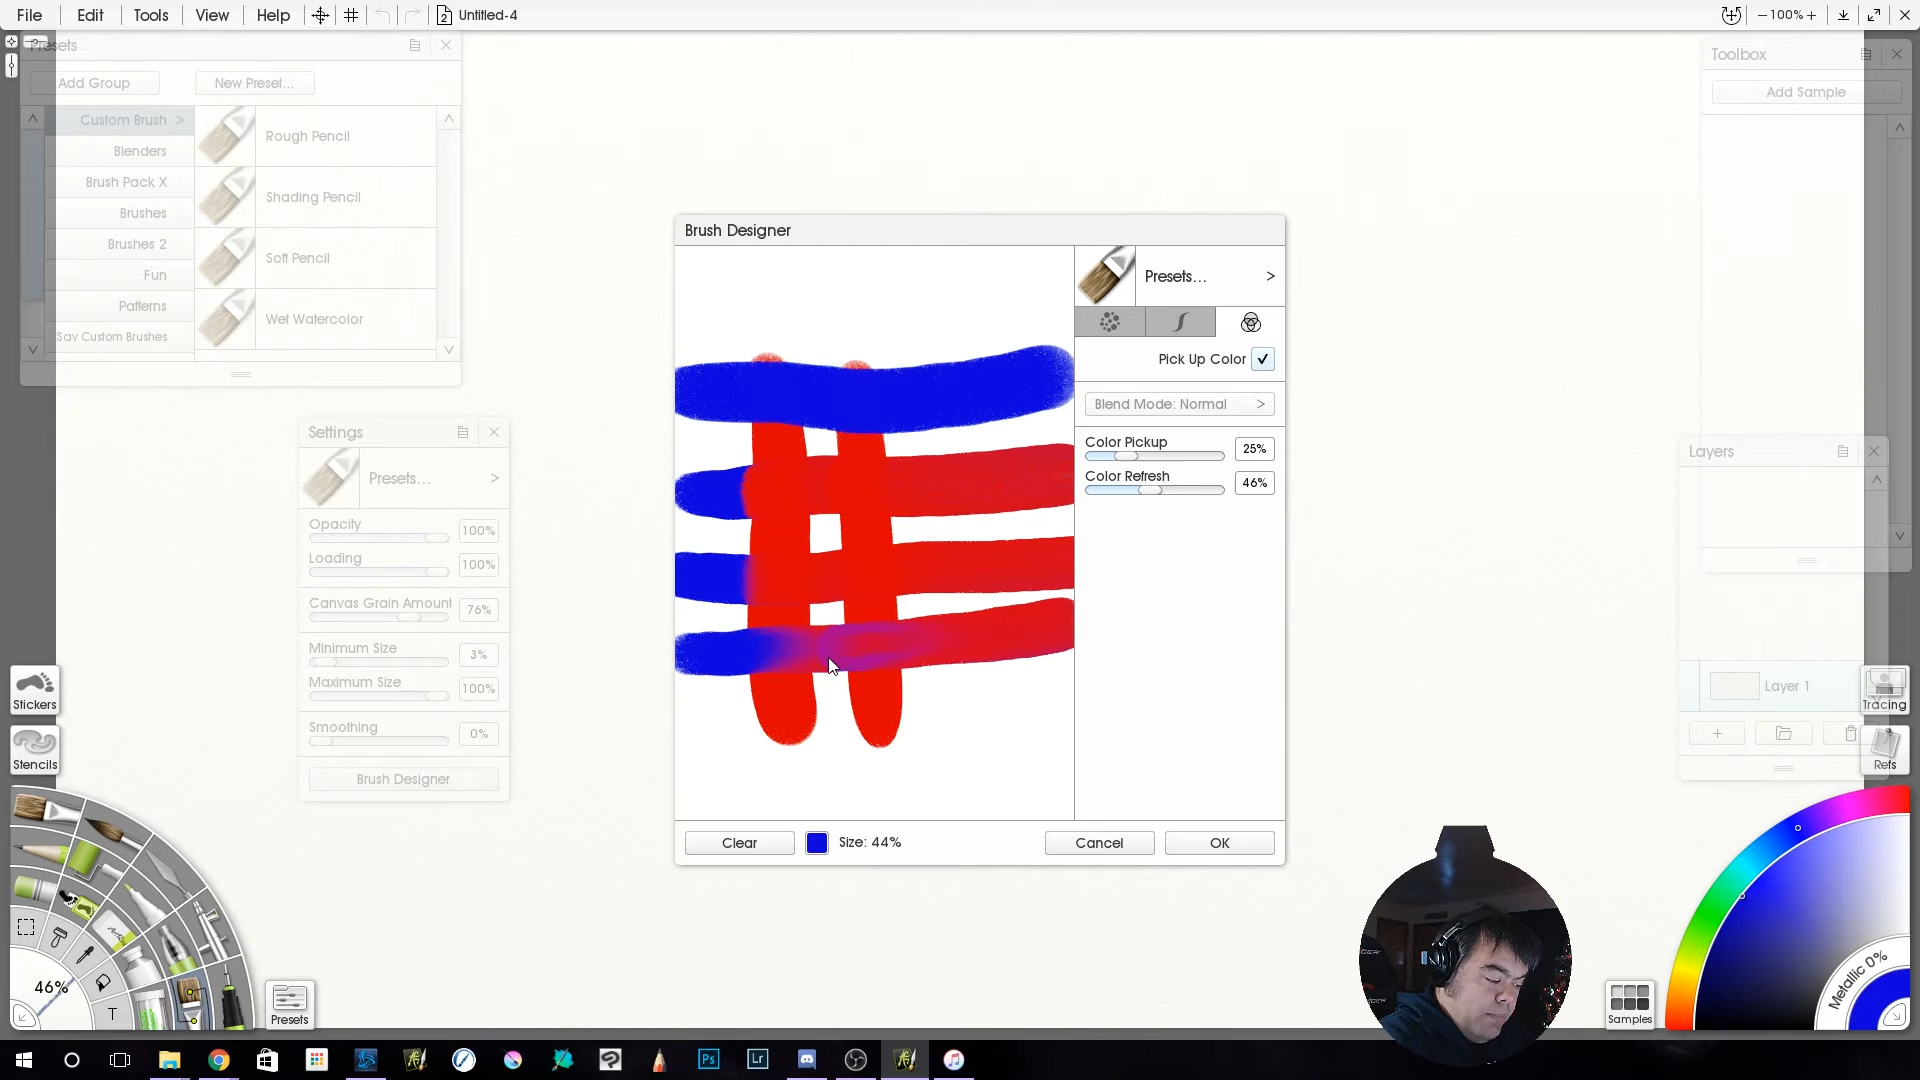 File Edit Tools View Help 2 Untitled-4 100%
Presets
Add Group New Preset...
Custom Brush >
Blenders
Brush Pack X
Brushes
Brushes 2
Fun
Patterns
Sav Custom Brushes
Rough Pencil
Shading Pencil
Soft Pencil
Wet Watercolor
Toolbox
Add Sample
Settings
Presets... >
Opacity 100%
Loading 100%
Canvas Grain Amount 76%
Minimum Size 3%
Maximum Size 100%
Smoothing 0%
Brush Designer
Brush Designer
Presets... >
Pick Up Color
Blend Mode: Normal >
Color Pickup 25%
Color Refresh 46%
Clear Size: 44% Cancel OK
Layers
Layer 1
Stickers
Stencils
Tracing
Refs
46%
T
Presets
Samples
Metallic 0%
Ps
Lr